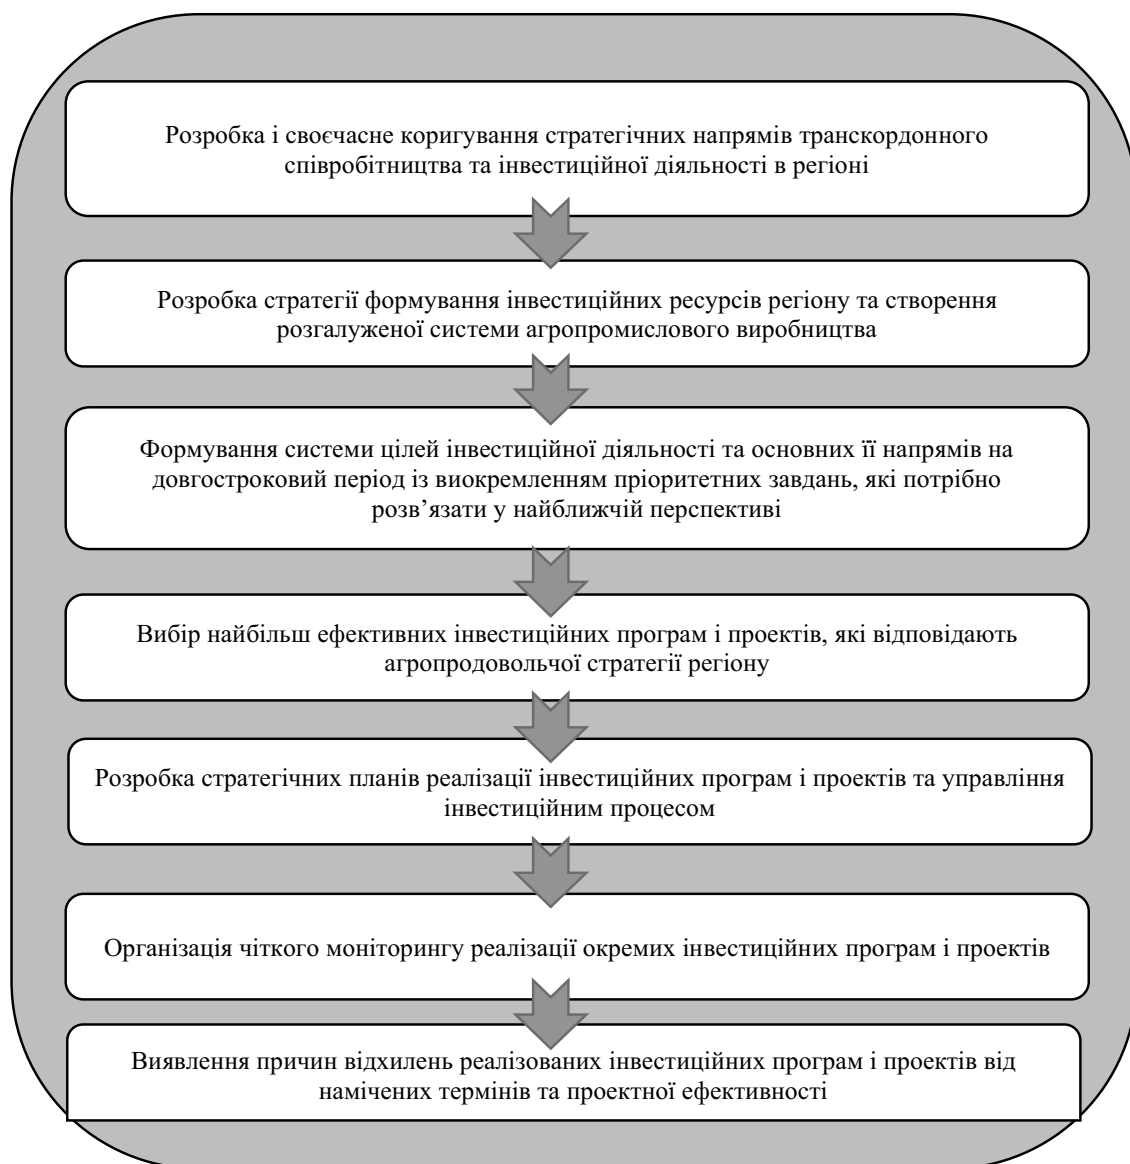 Розробка і своєчасне коригування стратегічних напрямів транскордонного
співробітництва та інвестиційної діяльності в регіоні
Розробка стратегії формування інвестиційних ресурсів регіону та створення
розгалуженої системи агропромислового виробництва
Формування системи цілей інвестиційної діяльності та основних її напрямів на
довгостроковий період із виокремленням пріоритетних завдань, які потрібно
розв’язати у найближчій перспективі
Вибір найбільш ефективних інвестиційних програм і проектів, які відповідають
агропродовольчої стратегії регіону
Розробка стратегічних планів реалізації інвестиційних програм і проектів та управління
інвестиційним процесом
Організація чіткого моніторингу реалізації окремих інвестиційних програм і проектів
Виявлення причин відхилень реалізованих інвестиційних програм і проектів від
намічених термінів та проектної ефективності